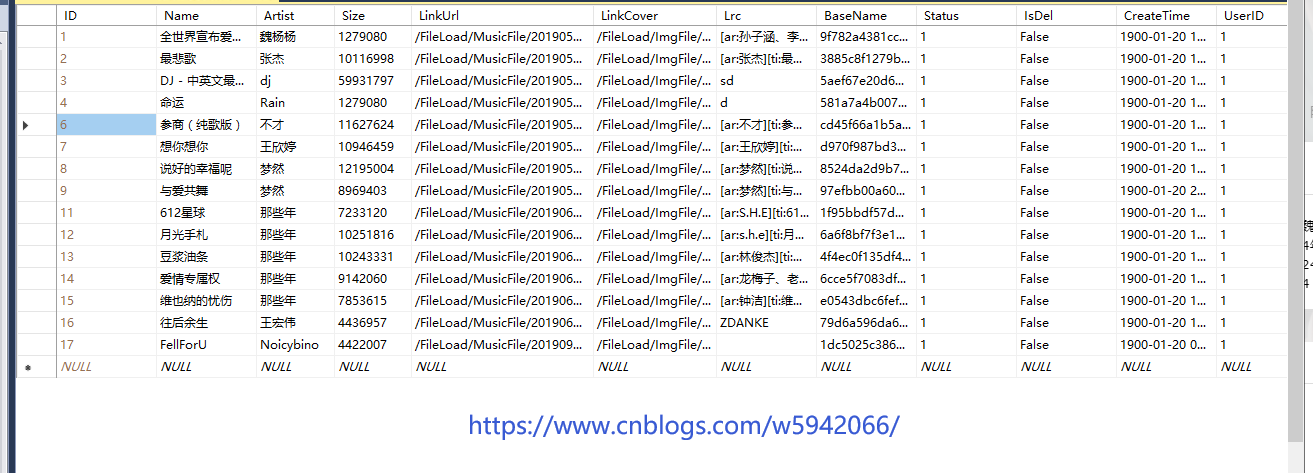 ID Name Artist Size LinkUrl LinkCover Lrc BaseName Status IsDel CreateTime UserID
1 全世界宣布爱... 魏杨杨 1279080 /FileLoad/MusicFile/201905... /FileLoad/ImgFile/... [ar:孙子涵、李... 9f782a4381cc... 1 False 1900-01-20 1... 1
2 最悲歌 张杰 10116998 /FileLoad/MusicFile/201905... /FileLoad/ImgFile/... [ar:张杰][ti:最... 3885c8f1279b... 1 False 1900-01-20 1... 1
3 DJ - 中英文最... dj 59931797 /FileLoad/MusicFile/201905... /FileLoad/ImgFile/... sd 5aef67e20d6... 1 False 1900-01-20 1... 1
4 命运 Rain 1279080 /FileLoad/MusicFile/201905... /FileLoad/ImgFile/... d 581a7a4b007... 1 False 1900-01-20 1... 1
6 参商（纯歌版） 不才 11627624 /FileLoad/MusicFile/201905... /FileLoad/ImgFile/... [ar:不才][ti:参... cd45f66a1b5a... 1 False 1900-01-20 1... 1
7 想你想你 王欣婷 10946459 /FileLoad/MusicFile/201905... /FileLoad/ImgFile/... [ar:王欣婷][ti:... d970f987bd3... 1 False 1900-01-20 1... 1
8 说好的幸福呢 梦然 12195004 /FileLoad/MusicFile/201905... /FileLoad/ImgFile/... [ar:梦然][ti:说... 8524da2d9b7... 1 False 1900-01-20 1... 1
9 与爱共舞 梦然 8969403 /FileLoad/MusicFile/201905... /FileLoad/ImgFile/... [ar:梦然][ti:与... 97efbb00a60... 1 False 1900-01-20 2... 1
11 612星球 那些年 7233120 /FileLoad/MusicFile/201906... /FileLoad/ImgFile/... [ar:S.H.E][ti:61... 1f95bbdf57d... 1 False 1900-01-20 1... 1
12 月光手札 那些年 10251816 /FileLoad/MusicFile/201906... /FileLoad/ImgFile/... [ar:s.h.e][ti:月... 6a6f8bf7f3e1... 1 False 1900-01-20 1... 1
13 豆浆油条 那些年 10243331 /FileLoad/MusicFile/201906... /FileLoad/ImgFile/... [ar:林俊杰][ti:... 4f4ec0f135df4... 1 False 1900-01-20 1... 1
14 爱情专属权 那些年 9142060 /FileLoad/MusicFile/201906... /FileLoad/ImgFile/... [ar:龙梅子、老... 6cce5f7083df... 1 False 1900-01-20 1... 1
15 维也纳的忧伤 那些年 7853615 /FileLoad/MusicFile/201906... /FileLoad/ImgFile/... [ar:钟洁][ti:维... e0543dbc6fef... 1 False 1900-01-20 1... 1
16 往后余生 王宏伟 4436957 /FileLoad/MusicFile/201906... /FileLoad/ImgFile/... ZDANKE 79d6a596da6... 1 False 1900-01-20 1... 1
17 FellForU Noicybino 4422007 /FileLoad/MusicFile/201909... /FileLoad/ImgFile/... 1dc5025c386... 1 False 1900-01-20 0... 1
NULL NULL NULL NULL NULL NULL NULL NULL NULL NULL NULL NULL
https://www.cnblogs.com/w5942066/